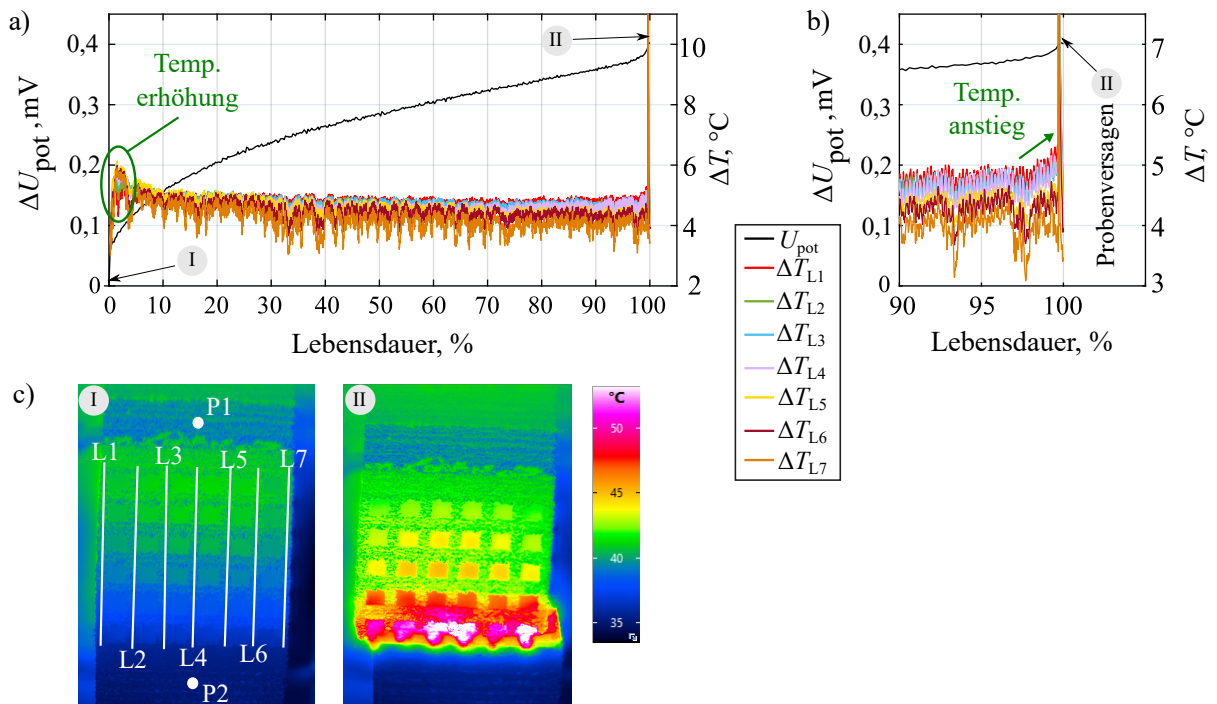 a)
ΔU_pot , mV
0,4
0,3
0,2
0,1
0
0 10 20 30 40 50 60 70 80 90 100
Lebensdauer, %
10
8
6
4
2
ΔT, °C
Temp.
erhöhung
I
II
b)
ΔU_pot , mV
0,4
0,3
0,2
0,1
0
90 95 100
Lebensdauer, %
7
6
5
4
3
ΔT, °C
Temp.
anstieg
II
Probenversagen
U_pot
ΔT_L1
ΔT_L2
ΔT_L3
ΔT_L4
ΔT_L5
ΔT_L6
ΔT_L7
c)
I
P1
L1 L3 L5 L7
L2 L4 L6
P2
II
°C
50
45
40
35